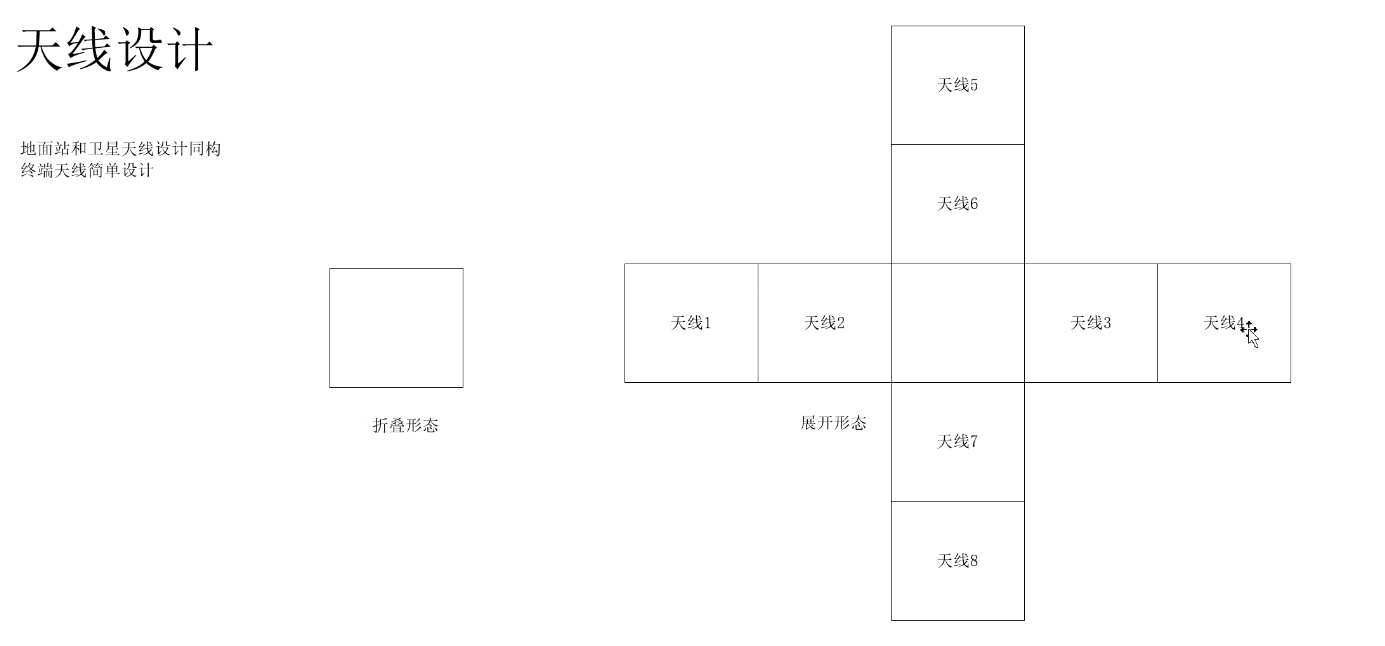 天线设计
地面站和卫星天线设计同构
终端天线简单设计
天线5
天线6
天线1
天线2
天线3
天线4
折叠形态
展开形态
天线7
天线8